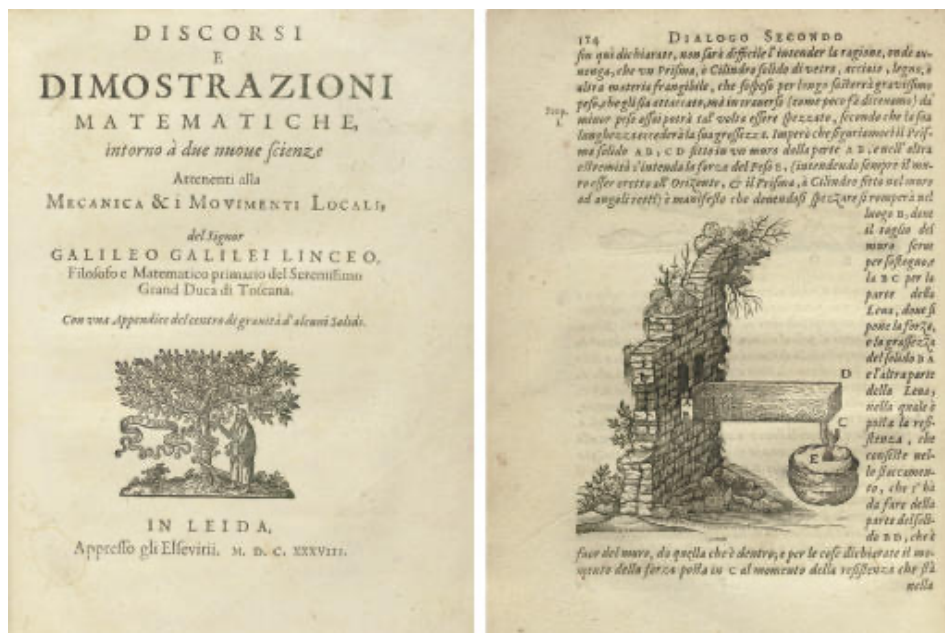 DISCORSI
E
DIMOSTRAZIONI
MATEMATICHE,
intorno à due nuoue scienze
Attenenti alla
MECANICA & i MOVIMENTI LOCALI,
del Signor
GALILEO GALILEI LINCEO,
Filosofo e Matematico primario del Serenissimo
Grand Duca di Toscana.
Con vna Appendice del centro di grauità d'alcuni Solidi.
IN LEIDA,
Appresso gli Elsevirii. M. D. C. XXXVIII.
114 DIALOGO SECONDO
sin quì dichiarate, non sarà difficile l'intender la ragione, onde au-
uenga, che vn Prisma, ò Cilindro solido di vetro, acciaio, legno, ò
altra materia frangibile, che sospeso per lungo sosterrà grauissimo
peso, che gli sia attaccato, mà in trauerso (come poco fà diceuamo) da
minor peso assai potrà tal' volta essere spezzato, secondo che la sua
lunghezza eccederà la sua grossezza. Imperò che figuriamoci il Pris-
ma solido AB, CD fitto in vn muro dalla parte AB, e nell' altra
estremità s'intenda la forza del Peso E, (intendendo sempre il mu-
ro esser eretto all' Orizonte, & il Prisma, ò Cilindro fitto nel muro
ad angoli retti) è manifesto che douendosi spezzare si romperà nel
luogo B, doue
il taglio del
muro serue
per sostegno, e
la BC per la
parte della
Leua, doue si
pone la forza,
e la grossezza
del solido BA
e l'altra parte
della Leua,
nella quale è
posta la resi-
stenza, che
consiste nel-
lo staccamen-
to, che s' hà
da fare della
parte del soli-
do BD, che è
D
C
E
fuor del muro, da quella che è dentro; e per le cose dichiarate il mo-
mento della forza posta in C al momento della resistenza che stà
nella